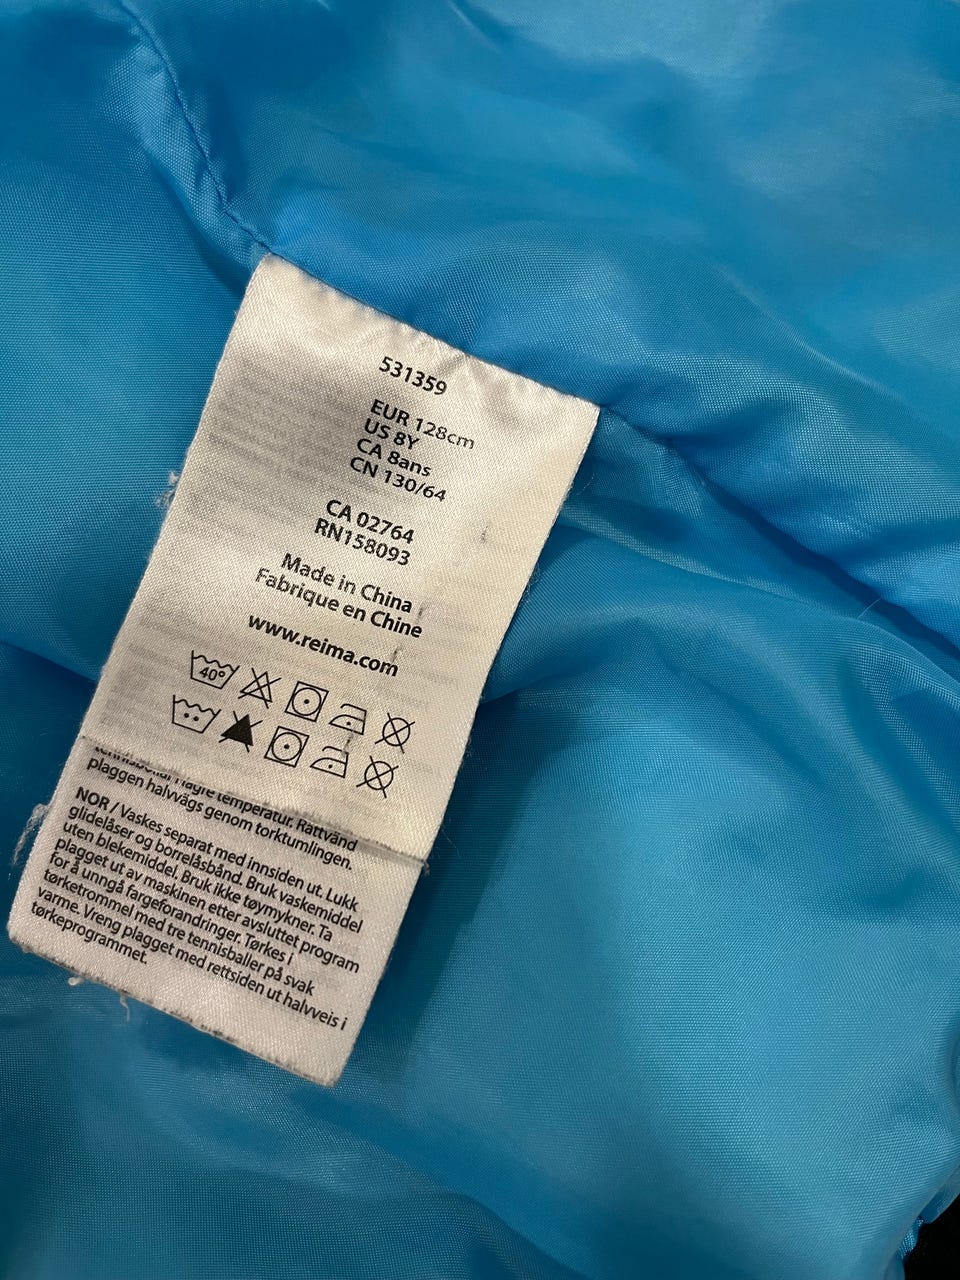 531359
EUR 128cm
US 8Y
CA 8ans
CN 130/64
CA 02764
RN158093
Made in China
Fabrique en Chine
www.reima.com
40°
temperatur. Rättvänd
plaggen halvvägs genom torktumlingen.
NOR / Vaskes separat med innsiden ut. Lukk
glidelåser og borrelåsbånd. Bruk vaskemiddel
uten blekemiddel. Bruk ikke tøymykner. Ta
plagget ut av maskinen etter avsluttet program
for å unngå fargeforandringer. Tørkes i
tørketrommel med tre tennisballer på svak
varme. Vreng plagget med rettsiden ut halvveis i
tørkeprogrammet.